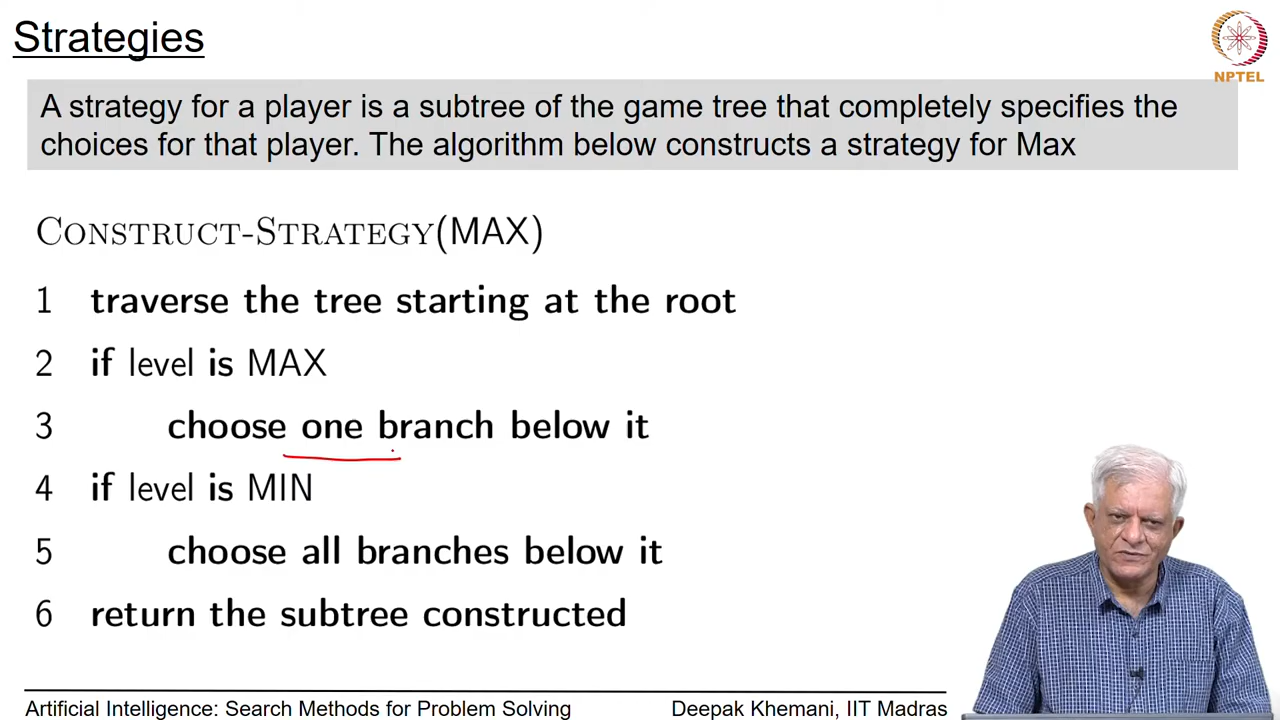 Strategies
NPTEL
A strategy for a player is a subtree of the game tree that completely specifies the
choices for that player. The algorithm below constructs a strategy for Max
CONSTRUCT-STRATEGY(MAX)
1 traverse the tree starting at the root
2 if level is MAX
3 choose one branch below it
4 if level is MIN
5 choose all branches below it
6 return the subtree constructed
Artificial Intelligence: Search Methods for Problem Solving Deepak Khemani, IIT Madras